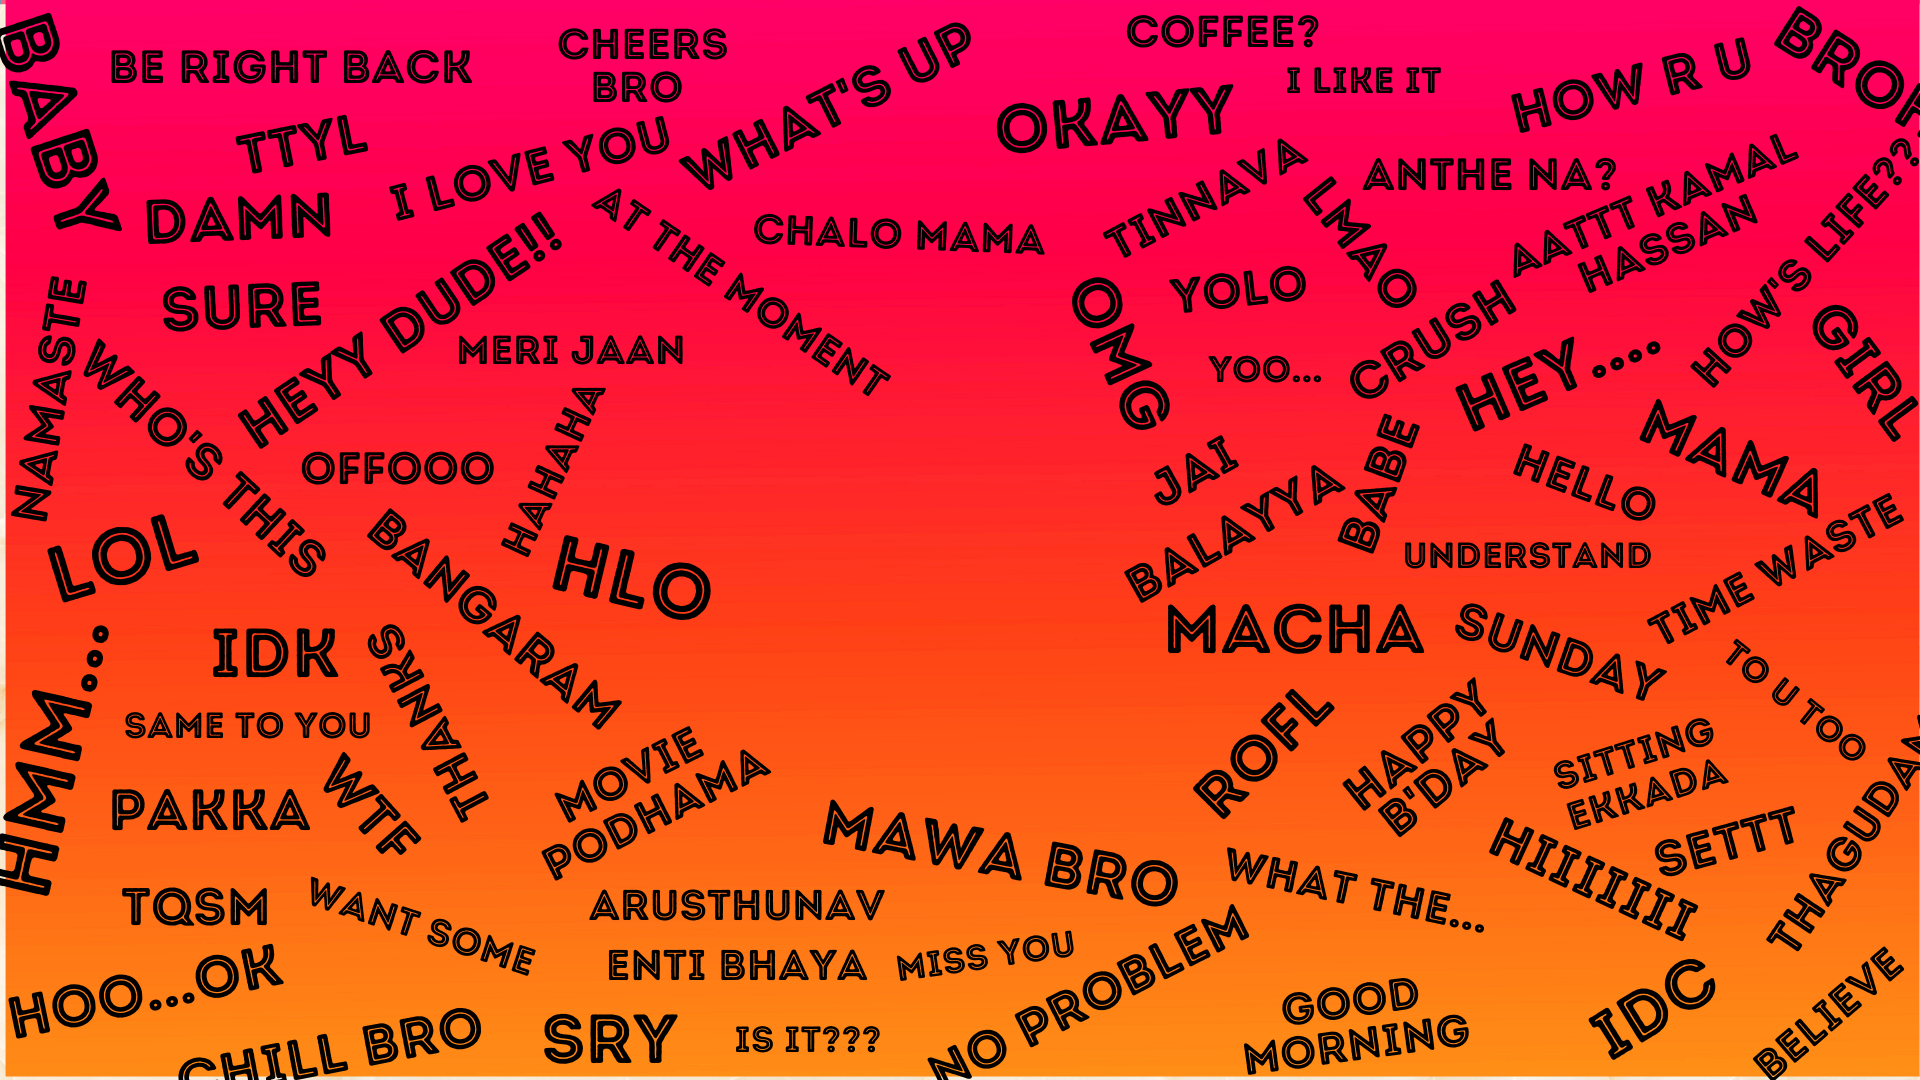 BABY
BE RIGHT BACK
CHEERS
BRO
WHAT'S UP
COFFEE?
I LIKE IT
OKAYY
HOW R U
TTYL
I LOVE YOU
DAMN
AT THE MOMENT
CHALO MAMA
TINNAVA
LMAO
ANTHE NA?
AATTT KAMAL
HASSAN
HOW'S LIFE??
NAMASTE
SURE
HEYY DUDE!!
MERI JAAN
OMG
YOLO
YOO...
CRUSH
HEY....
GIRL
WHO'S THIS
OFFOOO
HAHAHA
JAI
BALAYYA
BABE
HELLO
MAMA
LOL
BANGARAM
HLO
UNDERSTAND
TIME WASTE
HMM...
IDK
THANKS
MACHA
SUNDAY
TO U TOO
SAME TO YOU
WTF
MOVIE
PODHAMA
ROFL
HAPPY
B'DAY
SITTING
EKKADA
PAKKA
MAWA BRO
HIIIIIII
SETTT
TQSM
WANT SOME
ARUSTHUNAV
WHAT THE...
HOO...OK
ENTI BHAYA
MISS YOU
NO PROBLEM
CHILL BRO
SRY
IS IT???
GOOD
MORNING
IDC
BELIEVE